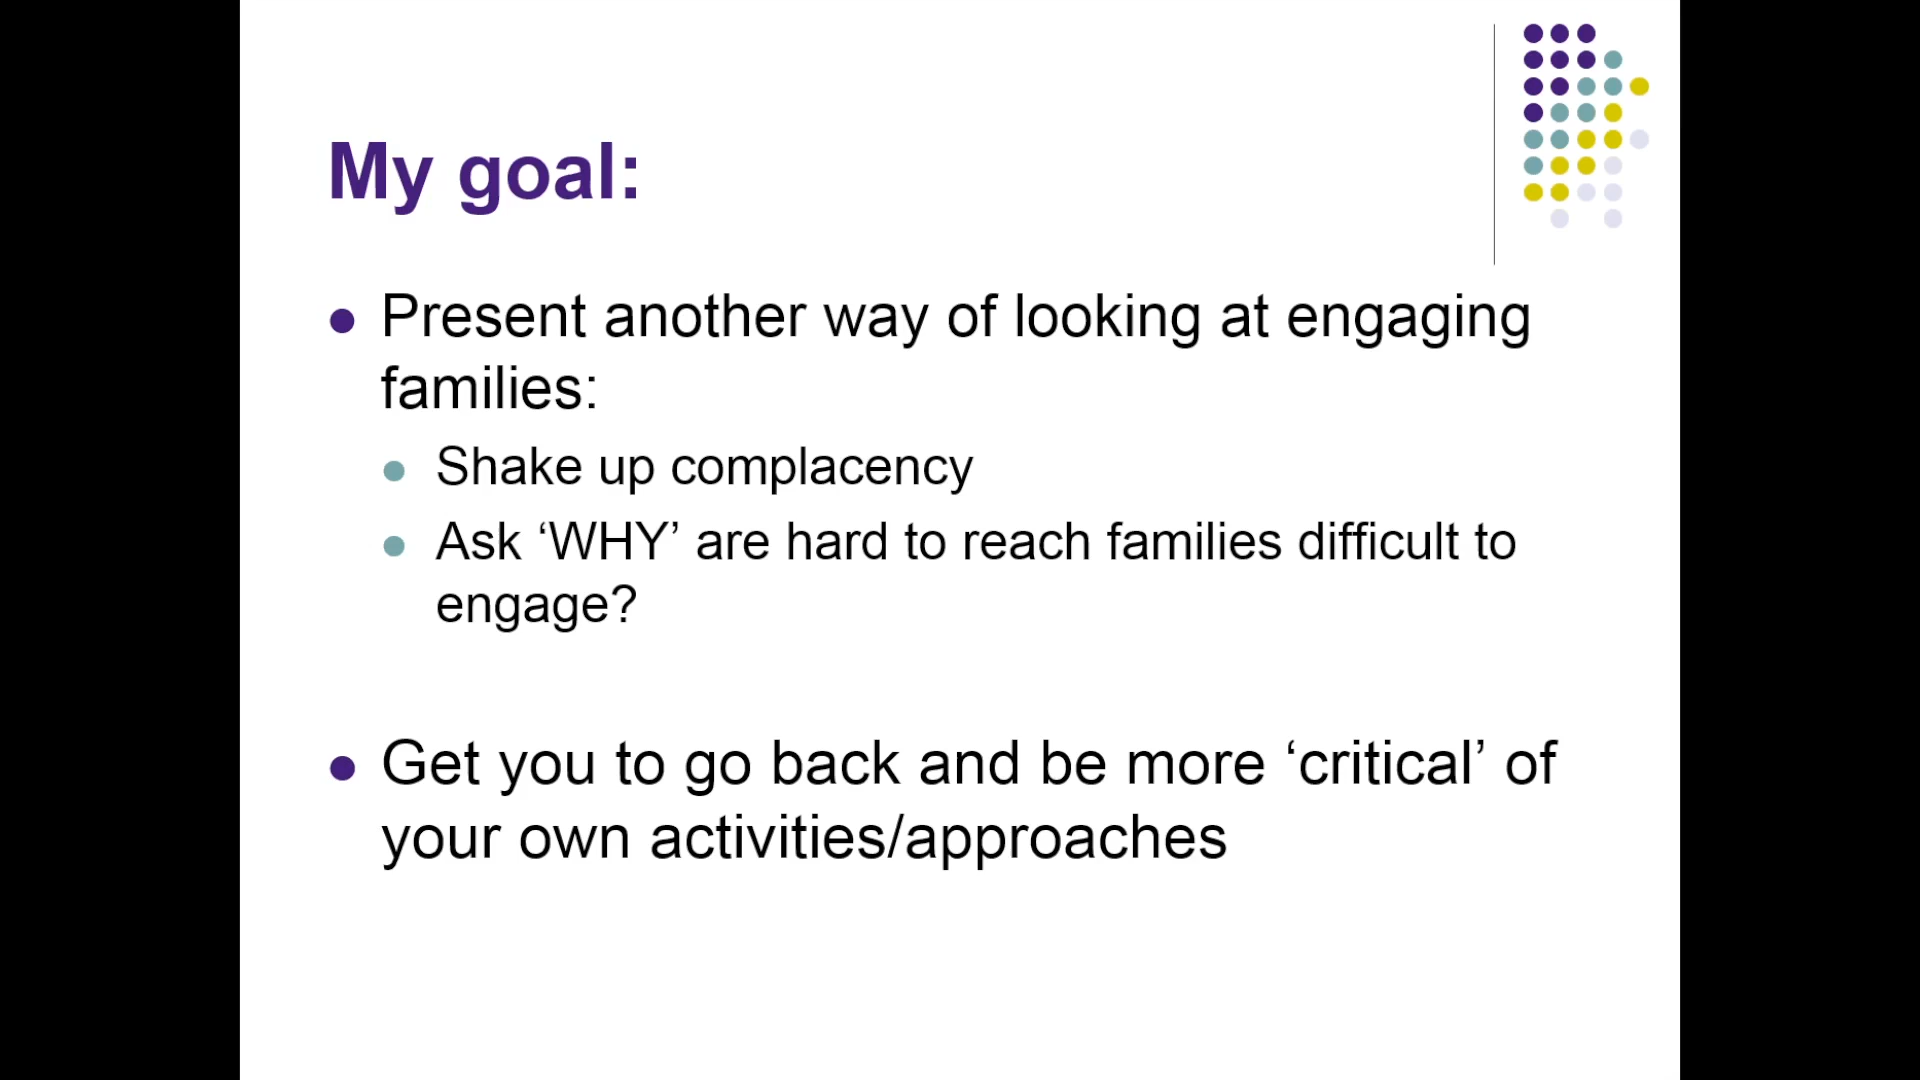 My goal:
Present another way of looking at engaging
families:
Shake up complacency
Ask ‘WHY’ are hard to reach families difficult to
engage?
Get you to go back and be more ‘critical’ of
your own activities/approaches